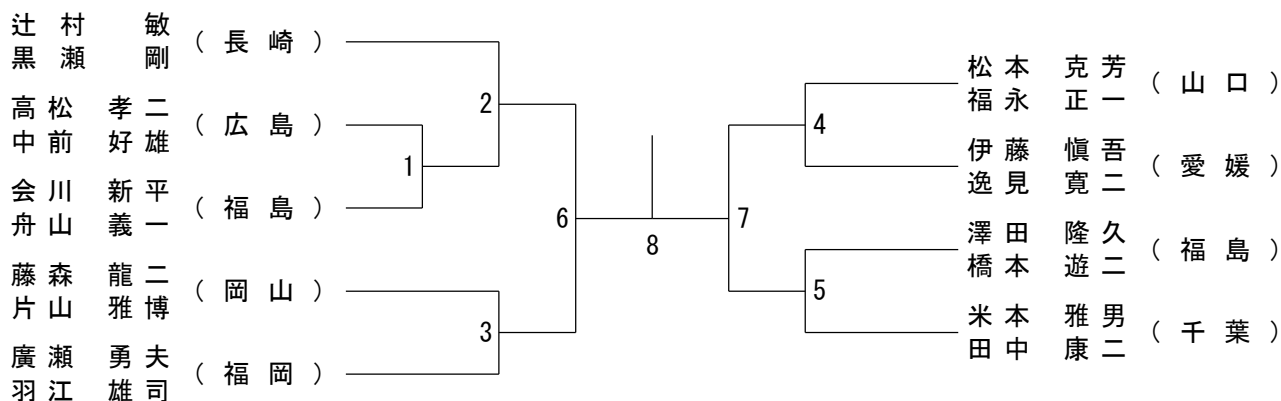 辻村 敏
黒瀬 剛
(長崎)
高松 孝二
中前 好雄
(広島)
会川 新平
舟山 義一
(福島)
藤森 龍二
片山 雅博
(岡山)
廣瀬 勇夫
羽江 雄司
(福岡)
1
2
3
6
8
7
4
5
松本 克芳
福永 正一
(山口)
伊藤 愼吾
逸見 寛二
(愛媛)
澤田 隆久
橋本 遊二
(福島)
米本 雅男
田中 康二
(千葉)